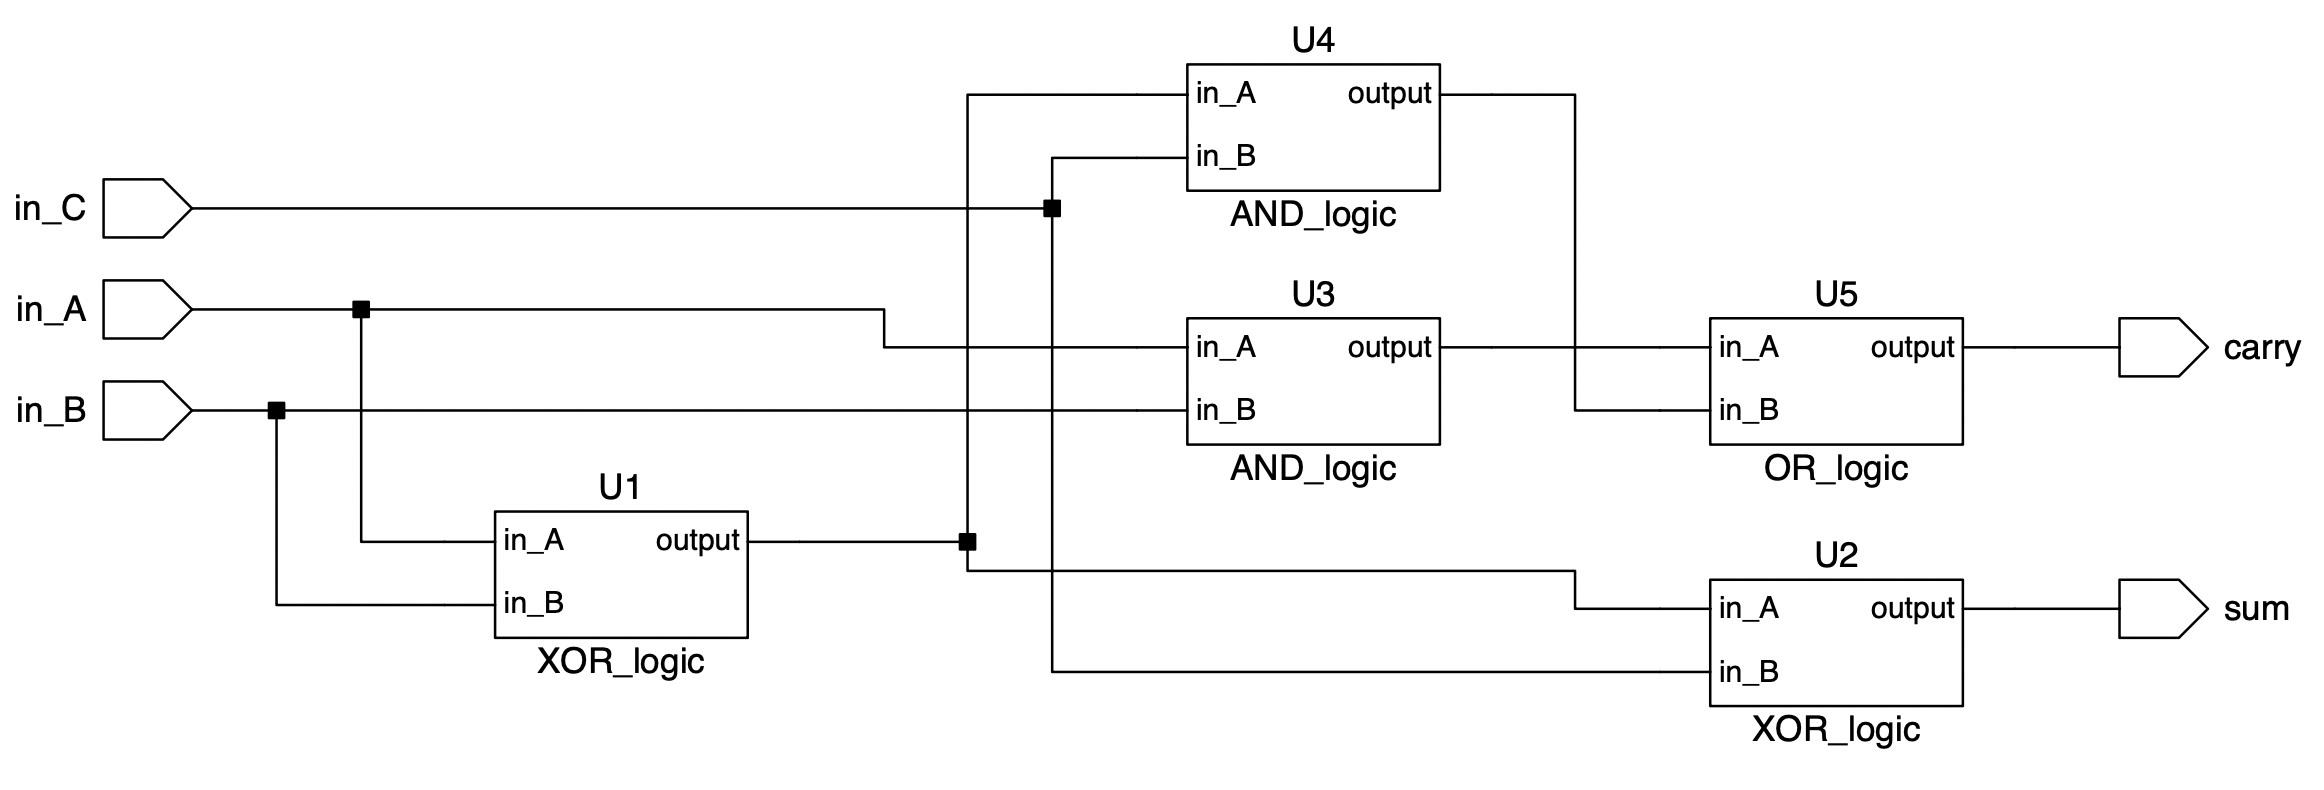 U4
in_A output
in_B
AND_logic
in_C
in_A
in_B
U3
in_A output
in_B
AND_logic
U5
in_A output
in_B
OR_logic
carry
U1
in_A output
in_B
XOR_logic
U2
in_A output
in_B
XOR_logic
sum